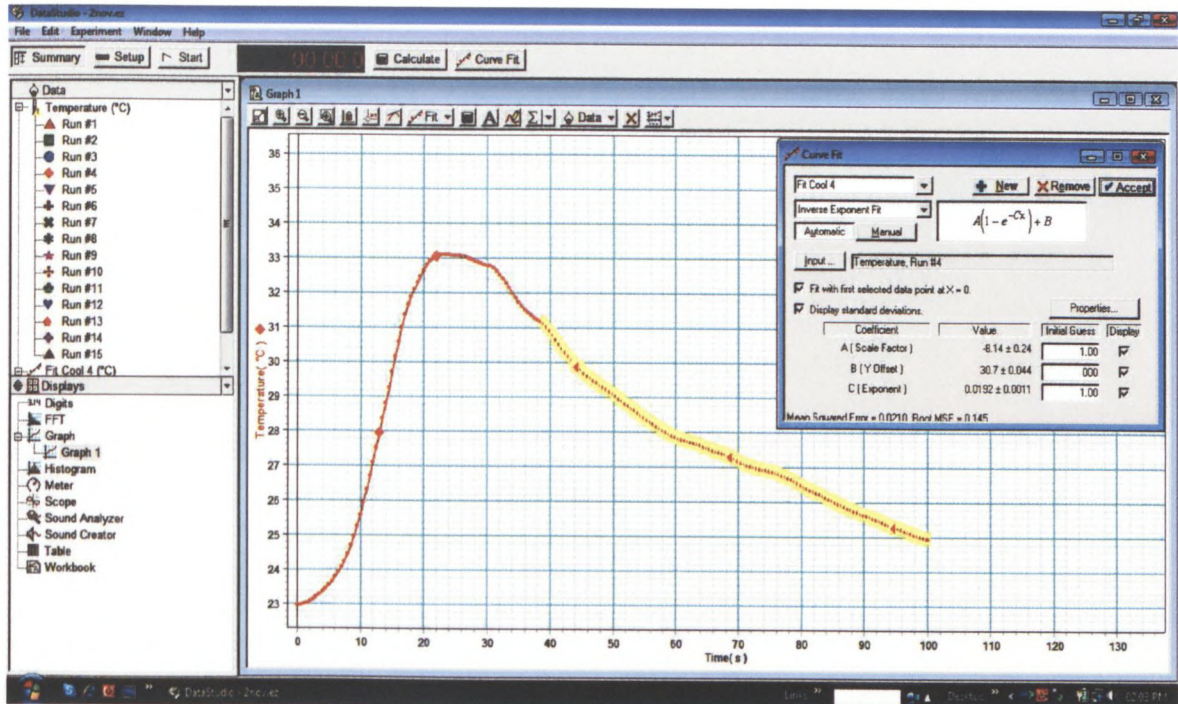 DataStudio - 2nov.ez
File Edit Experiment Window Help
Summary Setup Start Calculate Curve Fit
Data
Temperature (°C)
Run #1
Run #2
Run #3
Run #4
Run #5
Run #6
Run #7
Run #8
Run #9
Run #10
Run #11
Run #12
Run #13
Run #14
Run #15
Fit Cool 4 (°C)
Displays
Digits
FFT
Graph
Graph 1
Histogram
Meter
Scope
Sound Analyzer
Sound Creator
Table
Workbook
Graph 1
Fit A Σ Data
36
35
34
33
32
31
30
29
28
27
26
25
24
23
Temperature( °C )
0 10 20 30 40 50 60 70 80 90 100 110 120 130
Time( s )
Curve Fit
Fit Cool 4 New Remove Accept
Inverse Exponent Fit
A(1 - e^-Cx) + B
Automatic Manual
Input ... Temperature, Run #4
Fit with first selected data point at X = 0.
Display standard deviations. Properties...
Coefficient Value Initial Guess Display
A ( Scale Factor ) -8.14 ± 0.24 1.00
B ( Y Offset ) 30.7 ± 0.044 000
C ( Exponent ) 0.0192 ± 0.0011 1.00
Mean Squared Error = 0.0210, Root MSE = 0.145
DataStudio - 2nov.ez Links Desktop 02:03 PM